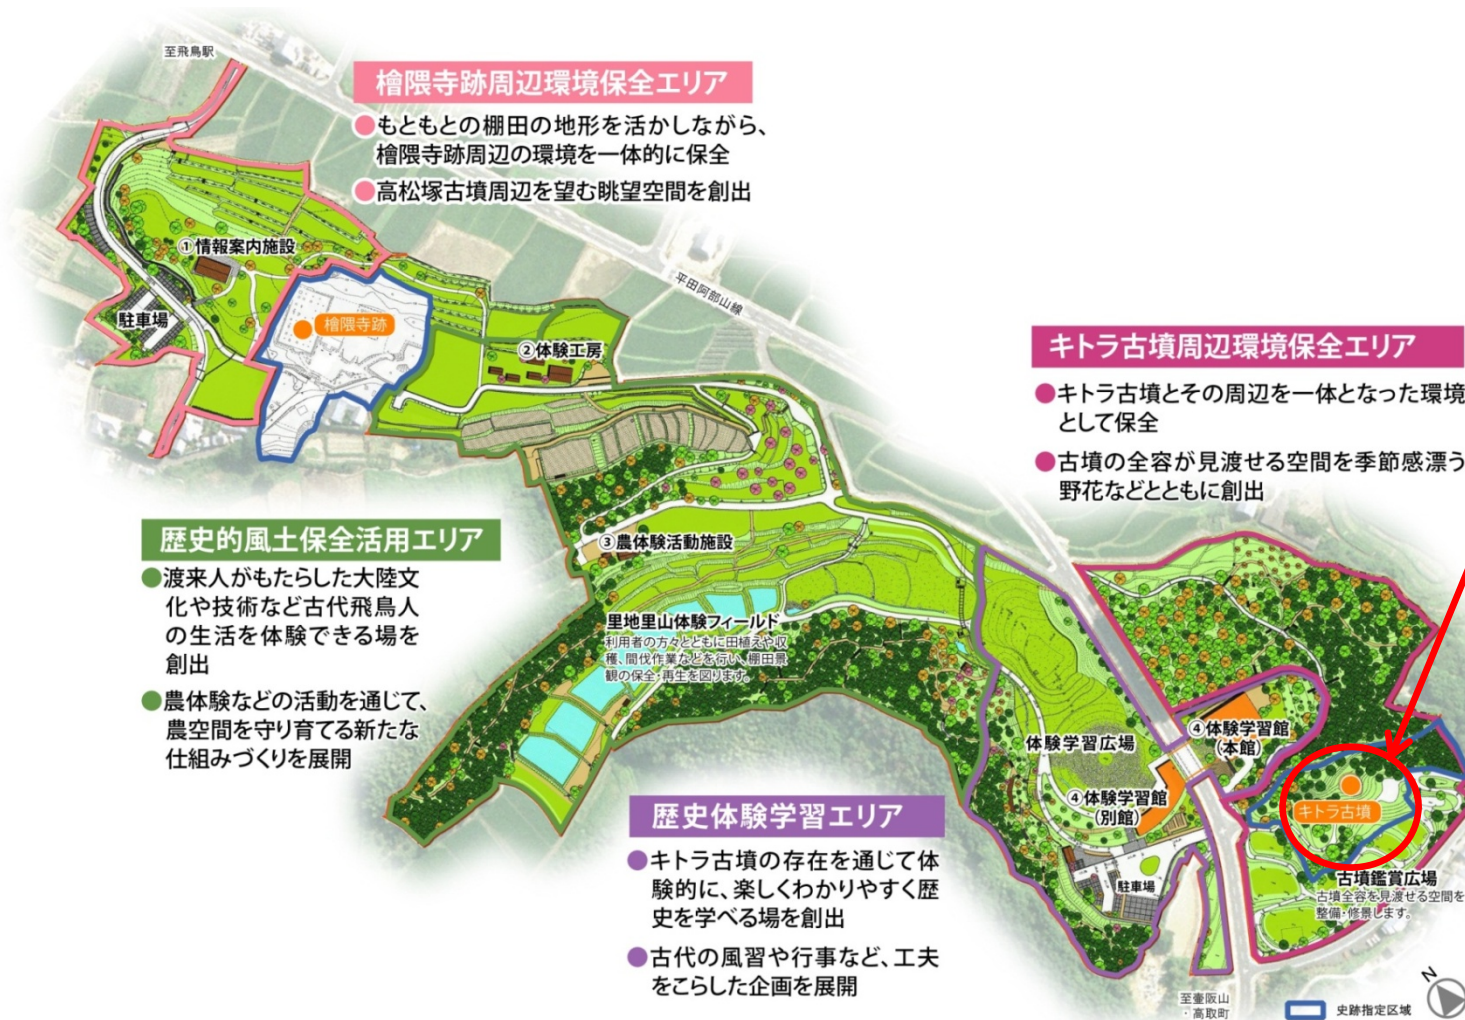 至飛鳥駅
檜隈寺跡周辺環境保全エリア
●もともとの棚田の地形を活かしながら、
檜隈寺跡周辺の環境を一体的に保全
●高松塚古墳周辺を望む眺望空間を創出
①情報案内施設
駐車場
檜隈寺跡
平田阿部山線
②体験工房
キトラ古墳周辺環境保全エリア
●キトラ古墳とその周辺を一体となった環境
として保全
●古墳の全容が見渡せる空間を季節感漂う
野花などとともに創出
歴史的風土保全活用エリア
●渡来人がもたらした大陸文
化や技術など古代飛鳥人
の生活を体験できる場を
創出
●農体験などの活動を通じて、
農空間を守り育てる新たな
仕組みづくりを展開
③農体験活動施設
里地里山体験フィールド
利用者の方々とともに田植えや収
穫、間伐作業などを行い、棚田景
観の保全・再生を図ります。
体験学習広場
④体験学習館
(本館)
④体験学習館
(別館)
キトラ古墳
歴史体験学習エリア
●キトラ古墳の存在を通じて体
験的に、楽しくわかりやすく歴
史を学べる場を創出
●古代の風習や行事など、工夫
をこらした企画を展開
駐車場
古墳鑑賞広場
古墳全容を見渡せる空間を
整備・修景します。
至壷阪山
・高取町
史跡指定区域
N